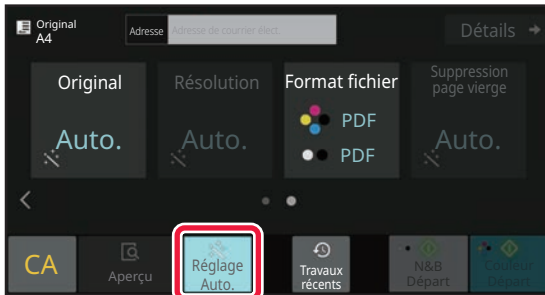 Original
A4
Adresse
Adresse de courrier élect.
Détails
Original
Auto.
Résolution
Auto.
Format fichier
PDF
PDF
Suppression
page vierge
Auto.
CA
Aperçu
Réglage
Auto.
Travaux
récents
N&B
Départ
Couleur
Départ